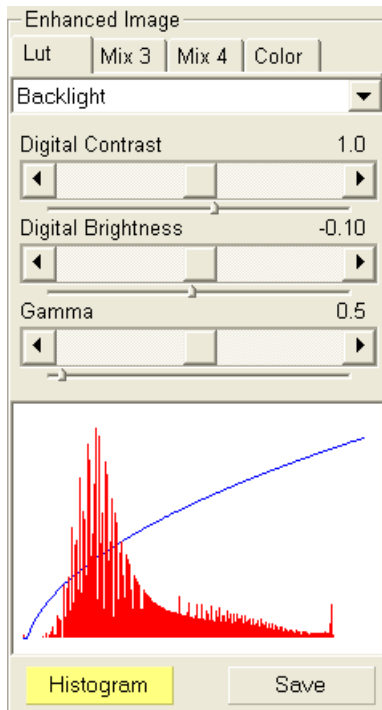 Enhanced Image
Lut Mix 3 Mix 4 Color
Backlight
Digital Contrast 1.0
Digital Brightness -0.10
Gamma 0.5
Histogram Save